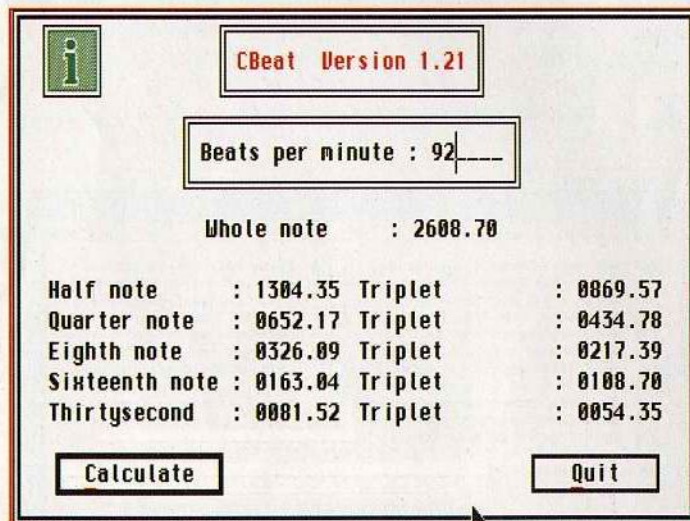 i
CBeat Version 1.21
Beats per minute : 92____
Whole note : 2608.70
Half note : 1304.35 Triplet : 0869.57
Quarter note : 0652.17 Triplet : 0434.78
Eighth note : 0326.09 Triplet : 0217.39
Sixteenth note : 0163.04 Triplet : 0108.70
Thirtysecond : 0081.52 Triplet : 0054.35
Calculate Quit